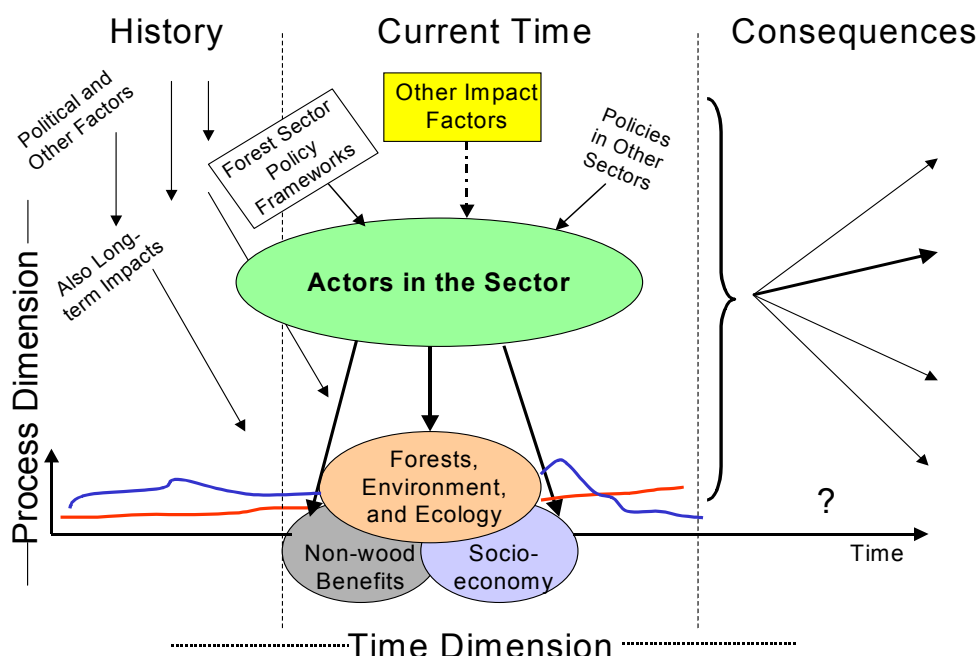 History
Current Time
Consequences
Political and
Other Factors
Also Long-
term Impacts
Forest Sector
Policy
Frameworks
Other Impact
Factors
Policies
in Other
Sectors
Actors in the Sector
Forests,
Environment,
and Ecology
Non-wood
Benefits
Socio-
economy
?
Time
Process Dimension
Time Dimension